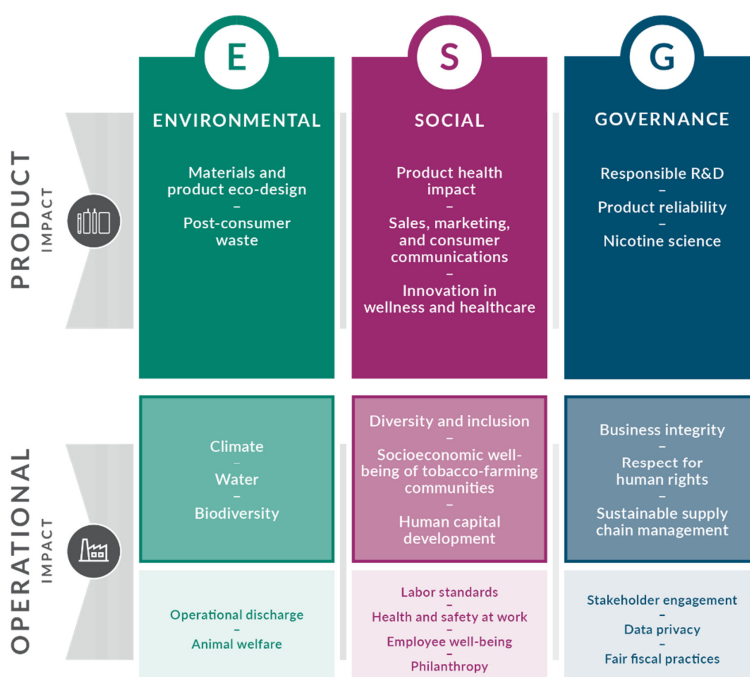 E
ENVIRONMENTAL
Materials and
product eco-design
–
Post-consumer
waste
S
SOCIAL
Product health
impact
–
Sales, marketing,
and consumer
communications
–
Innovation in
wellness and healthcare
G
GOVERNANCE
Responsible R&D
–
Product reliability
–
Nicotine science
PRODUCT
IMPACT
Climate
–
Water
–
Biodiversity
Diversity and inclusion
–
Socioeconomic well-
being of tobacco-farming
communities
–
Human capital
development
Business integrity
–
Respect for
human rights
–
Sustainable supply
chain management
OPERATIONAL
IMPACT
Operational discharge
–
Animal welfare
Labor standards
–
Health and safety at work
–
Employee well-being
–
Philanthropy
Stakeholder engagement
–
Data privacy
–
Fair fiscal practices